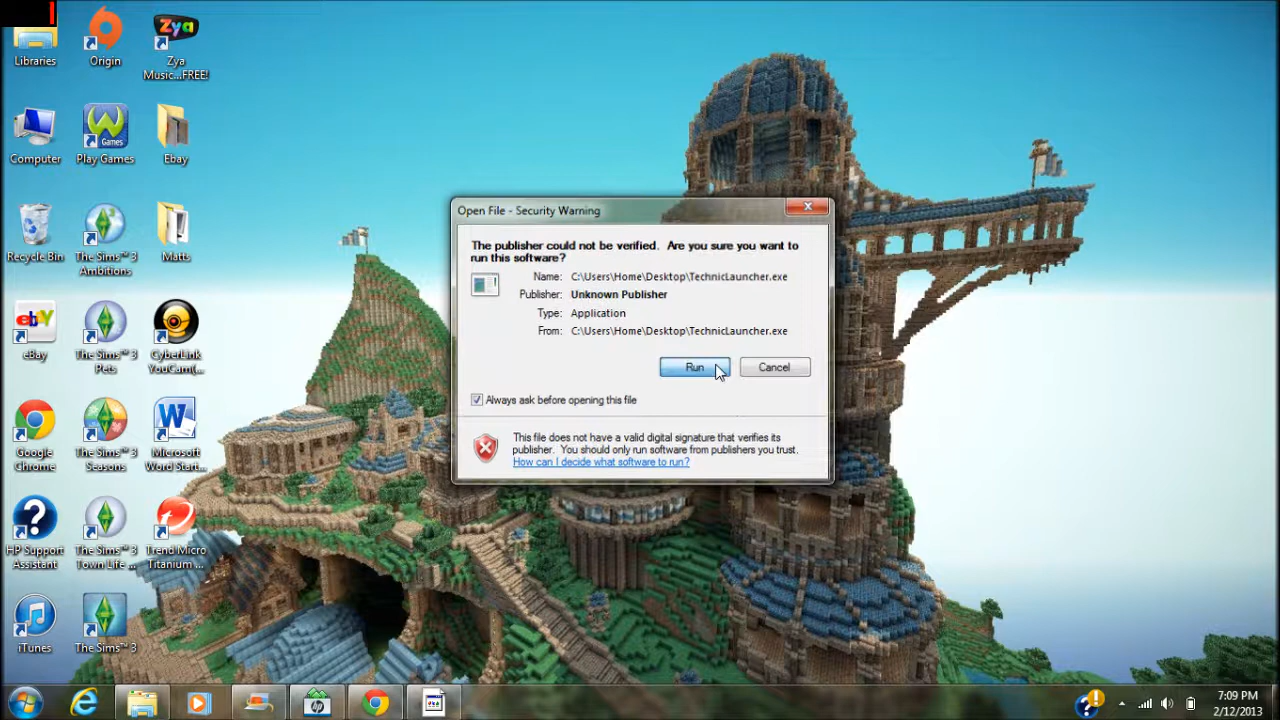 Libraries
Origin
Zya
Zya
Music...FREE!
Computer
W
Games
Play Games
Ebay
Recycle Bin
The Sims™ 3
Ambitions
Matts
ebY
eBay
The Sims™ 3
Pets
CyberLink
YouCam(...
Google
Chrome
The Sims™ 3
Seasons
W
Microsoft
Word Start...
?
HP Support
Assistant
The Sims™ 3
Town Life ...
Trend Micro
Titanium ...
iTunes
The Sims™ 3
Open File - Security Warning
The publisher could not be verified.  Are you sure you want to
run this software?
Name: C:\Users\Home\Desktop\TechnicLauncher.exe
Publisher: Unknown Publisher
Type: Application
From: C:\Users\Home\Desktop\TechnicLauncher.exe
Run
Cancel
Always ask before opening this file
This file does not have a valid digital signature that verifies its
publisher.  You should only run software from publishers you trust.
How can I decide what software to run?
hp
?
7:09 PM
2/12/2013